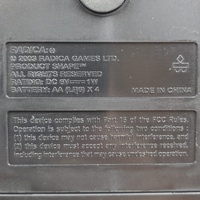 RADICA:®
© 2003 RADICA GAMES LTD.
PRODUCT SHAPE™
ALL RIGHTS RESERVED
RATING: DC 6V 1W
BATTERY: AA (LR6) X 4
MADE IN CHINA
This device complies with Part 15 of the FCC Rules.
Operation is subject to the following two conditions :
(1) this device may not cause harmful interference, and
(2) this device must accept any interference received,
including interference that may cause undesired operation.